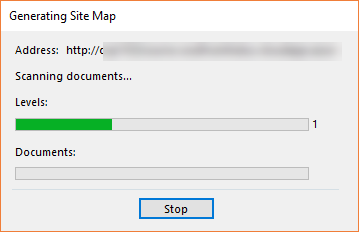 Generating Site Map
Address: http://
Scanning documents...
Levels:
1
Documents:
Stop